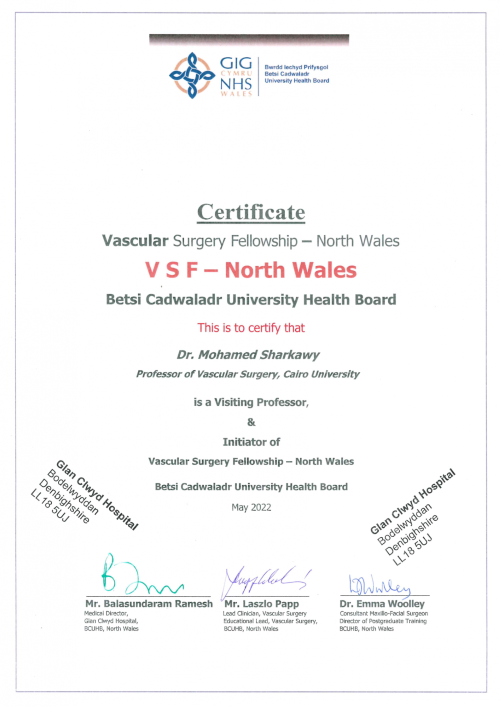 GIG
CYMRU
NHS
WALES
Bwrdd Iechyd Prifysgol
Betsi Cadwaladr
University Health Board
Certificate
Vascular Surgery Fellowship – North Wales
V S F – North Wales
Betsi Cadwaladr University Health Board
This is to certify that
Dr. Mohamed Sharkawy
Professor of Vascular Surgery, Cairo University
is a Visiting Professor,
&
Initiator of
Vascular Surgery Fellowship – North Wales
Betsi Cadwaladr University Health Board
May 2022
Glan Clwyd Hospital
Bodelwyddan
Denbighshire
LL18 5UJ
Glan Clwyd Hospital
Bodelwyddan
Denbighshire
LL18 5UJ
Mr. Balasundaram Ramesh
Medical Director,
Glan Clwyd Hospital,
BCUHB, North Wales
Mr. Laszlo Papp
Lead Clinician, Vascular Surgery
Educational Lead, Vascular Surgery,
BCUHB, North Wales
Dr. Emma Woolley
Consultant Maxillo-Facial Surgeon
Director of Postgraduate Training
BCUHB, North Wales